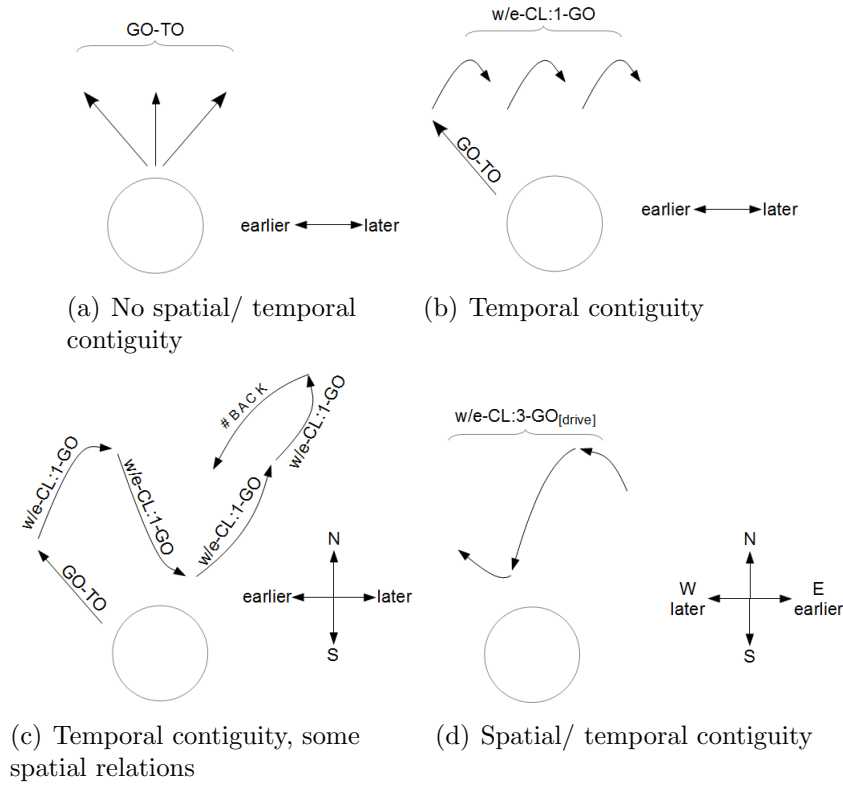 GO-TO
earlier later
(a) No spatial/ temporal
contiguity
w/e-CL:1-GO
GO-TO
earlier later
(b) Temporal contiguity
w/e-CL:1-GO
GO-TO
w/e-CL:1-GO
w/e-CL:1-GO
w/e-CL:1-GO
#BACK
N
earlier later
S
(c) Temporal contiguity, some
spatial relations
w/e-CL:3-GO[drive]
N
W E
later earlier
S
(d) Spatial/ temporal contiguity